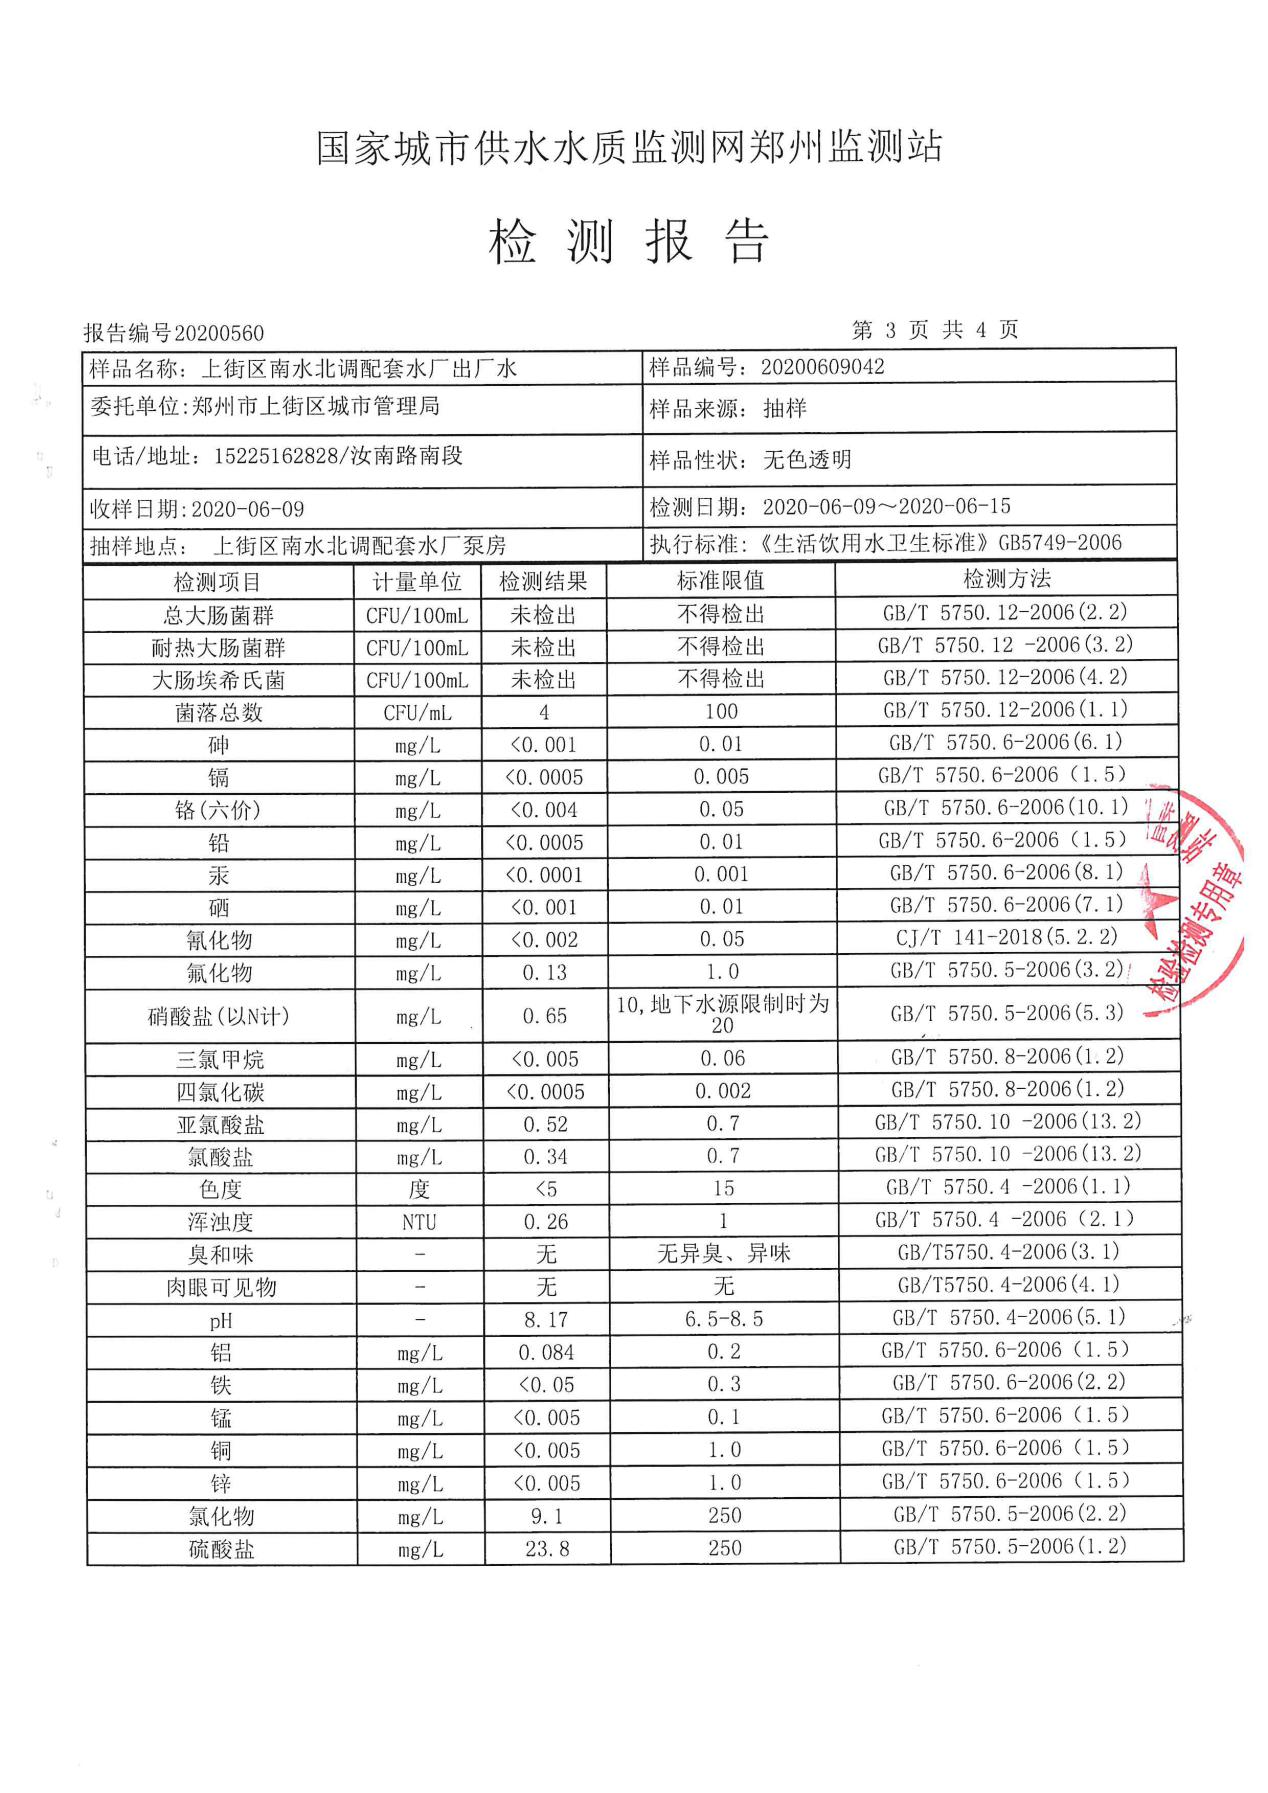 国家城市供水水质监测网郑州监测站
检测报告
报告编号20200560 第 3 页 共 4 页
样品名称: 上街区南水北调配套水厂出厂水 样品编号: 20200609042
委托单位:郑州市上街区城市管理局 样品来源: 抽样
电话/地址: 15225162828/汝南路南段 样品性状: 无色透明
收样日期:2020-06-09 检测日期: 2020-06-09～2020-06-15
抽样地点: 上街区南水北调配套水厂泵房 执行标准:《生活饮用水卫生标准》GB5749-2006
检测项目 计量单位 检测结果 标准限值 检测方法
总大肠菌群 CFU/100mL 未检出 不得检出 GB/T 5750.12-2006(2.2)
耐热大肠菌群 CFU/100mL 未检出 不得检出 GB/T 5750.12 -2006(3.2)
大肠埃希氏菌 CFU/100mL 未检出 不得检出 GB/T 5750.12-2006(4.2)
菌落总数 CFU/mL 4 100 GB/T 5750.12-2006(1.1)
砷 mg/L <0.001 0.01 GB/T 5750.6-2006(6.1)
镉 mg/L <0.0005 0.005 GB/T 5750.6-2006 (1.5)
铬(六价) mg/L <0.004 0.05 GB/T 5750.6-2006(10.1)
铅 mg/L <0.0005 0.01 GB/T 5750.6-2006 (1.5)
汞 mg/L <0.0001 0.001 GB/T 5750.6-2006(8.1)
硒 mg/L <0.001 0.01 GB/T 5750.6-2006(7.1)
氰化物 mg/L <0.002 0.05 CJ/T 141-2018(5.2.2)
氟化物 mg/L 0.13 1.0 GB/T 5750.5-2006(3.2)
硝酸盐(以N计) mg/L 0.65 10,地下水源限制时为 GB/T 5750.5-2006(5.3)
20
三氯甲烷 mg/L <0.005 0.06 GB/T 5750.8-2006(1.2)
四氯化碳 mg/L <0.0005 0.002 GB/T 5750.8-2006(1.2)
亚氯酸盐 mg/L 0.52 0.7 GB/T 5750.10 -2006(13.2)
氯酸盐 mg/L 0.34 0.7 GB/T 5750.10 -2006(13.2)
色度 度 <5 15 GB/T 5750.4 -2006(1.1)
浑浊度 NTU 0.26 1 GB/T 5750.4 -2006 (2.1)
臭和味 - 无 无异臭、异味 GB/T5750.4-2006(3.1)
肉眼可见物 - 无 无 GB/T5750.4-2006(4.1)
pH - 8.17 6.5-8.5 GB/T 5750.4-2006(5.1)
铝 mg/L 0.084 0.2 GB/T 5750.6-2006 (1.5)
铁 mg/L <0.05 0.3 GB/T 5750.6-2006(2.2)
锰 mg/L <0.005 0.1 GB/T 5750.6-2006 (1.5)
铜 mg/L <0.005 1.0 GB/T 5750.6-2006 (1.5)
锌 mg/L <0.005 1.0 GB/T 5750.6-2006 (1.5)
氯化物 mg/L 9.1 250 GB/T 5750.5-2006(2.2)
硫酸盐 mg/L 23.8 250 GB/T 5750.5-2006(1.2)
监测站
检验检测专用章